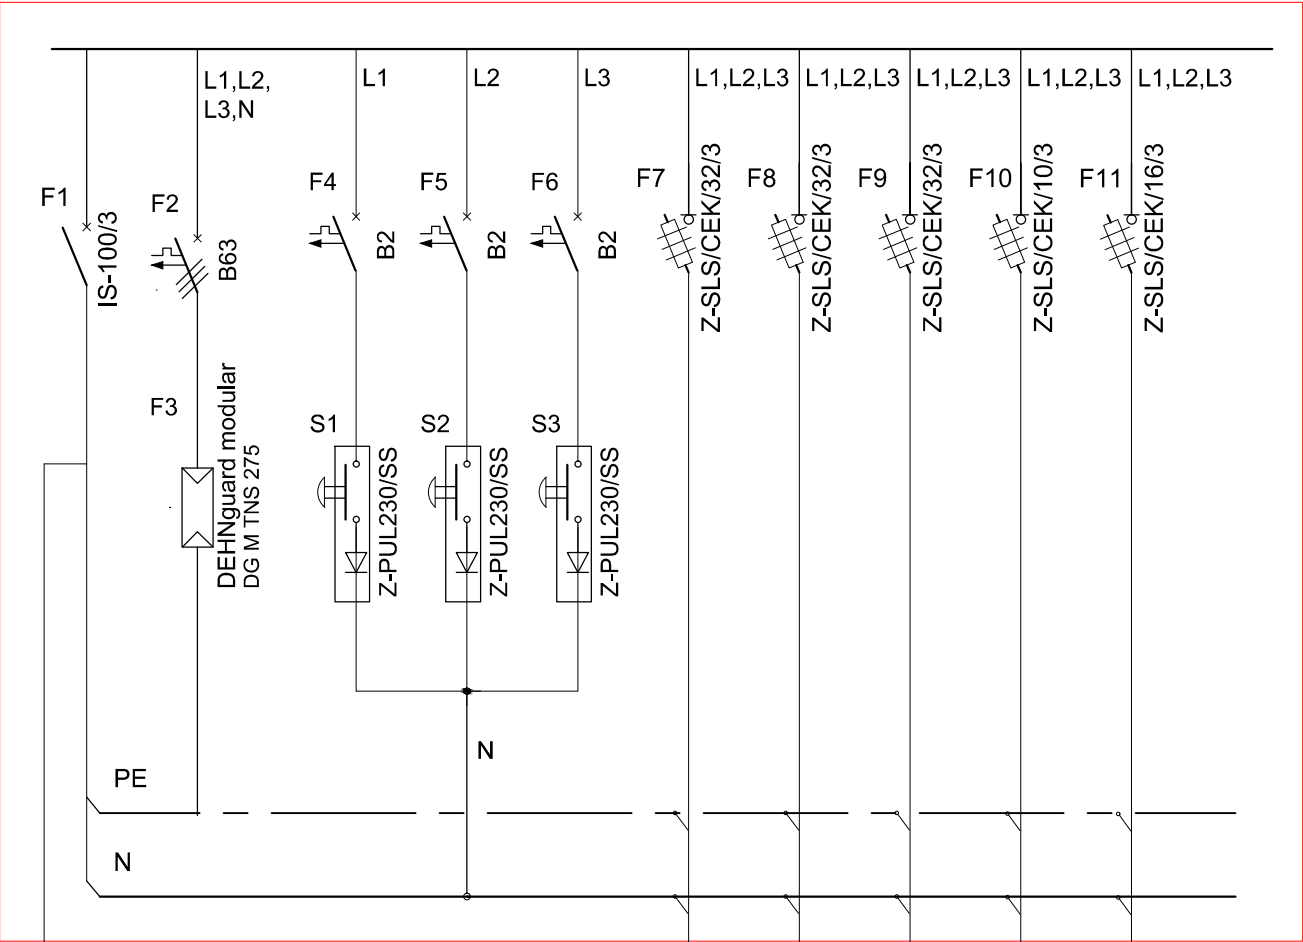 L1,L2,
L3,N
L1
L2
L3
L1,L2,L3
L1,L2,L3
L1,L2,L3
L1,L2,L3
L1,L2,L3
F1
IS-100/3
F2
B63
F4
B2
F5
B2
F6
B2
F7
Z-SLS/CEK/32/3
F8
Z-SLS/CEK/32/3
F9
Z-SLS/CEK/32/3
F10
Z-SLS/CEK/10/3
F11
Z-SLS/CEK/16/3
F3
DEHNguard modular
DG M TNS 275
S1
Z-PUL230/SS
S2
Z-PUL230/SS
S3
Z-PUL230/SS
N
PE
N